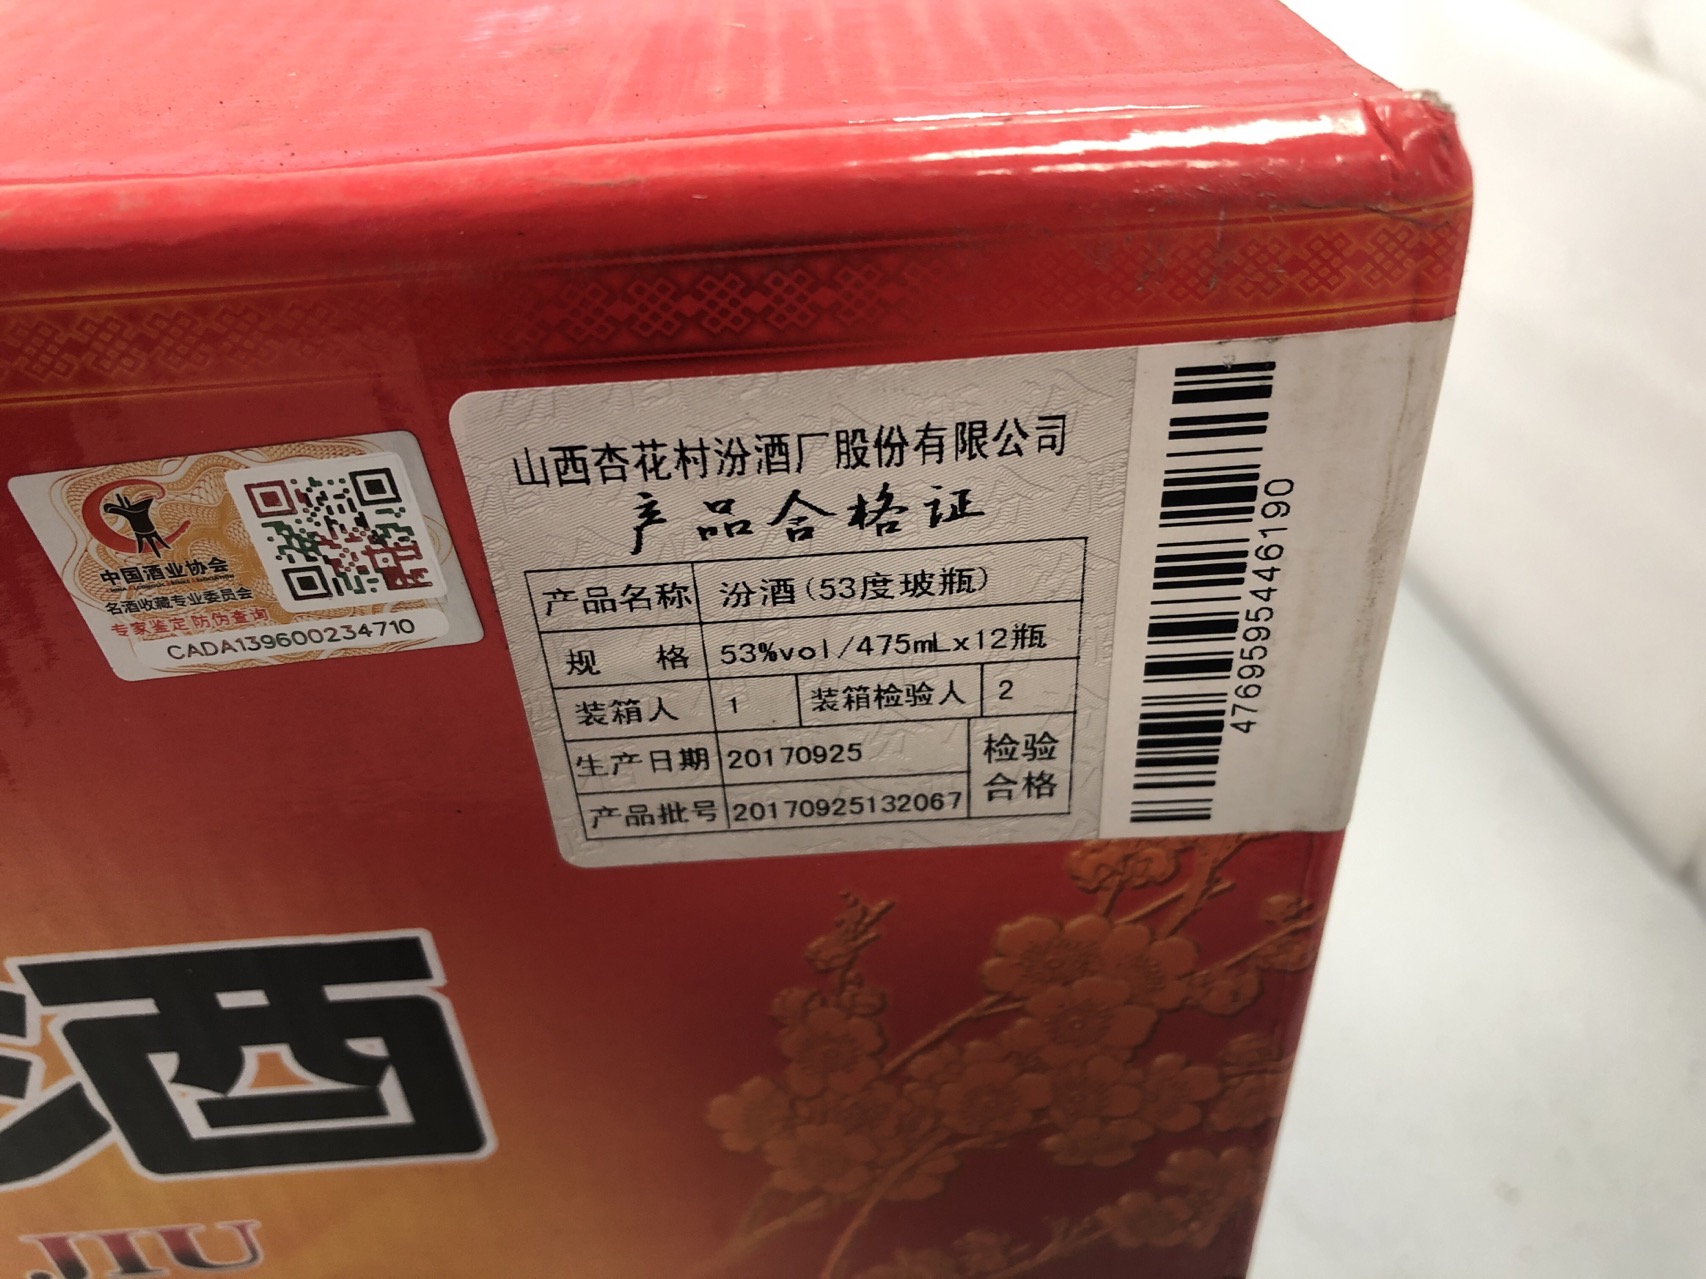 山西杏花村汾酒厂股份有限公司
产品合格证
产品名称 汾酒(53度玻瓶)
规 格 53%vol/475mLx12瓶
装箱人 1 装箱检验人 2
生产日期 20170925 检验
产品批号 20170925132067 合格
4769595446190
中国酒业协会
名酒收藏专业委员会
专家鉴定 防伪查询
CADA139600234710
酒
JIU